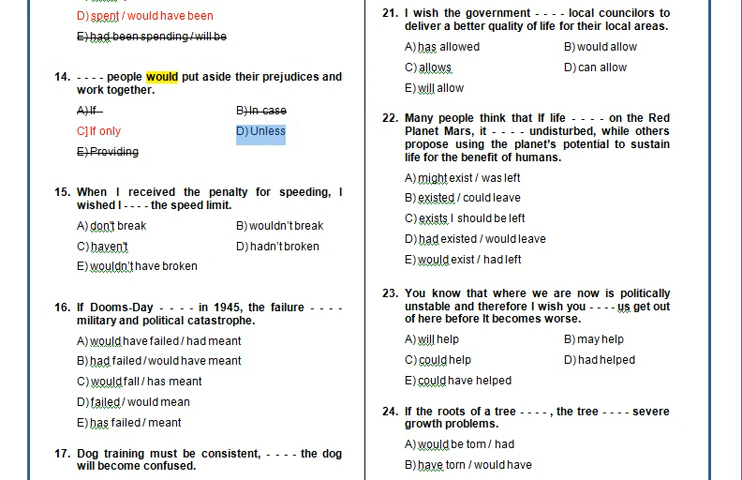 D) spent / would have been
E) had been spending / will be
14. - - - - people would put aside their prejudices and
work together.
A) If
B) In case
C] If only
D) Unless
E) Providing
15. When I received the penalty for speeding, I
wished I - - - - the speed limit.
A) don't break
B) wouldn't break
C) haven't
D) hadn't broken
E) wouldn't have broken
16. If Dooms-Day - - - - in 1945, the failure - - - -
military and political catastrophe.
A) would have failed / had meant
B) had failed / would have meant
C) would fall / has meant
D) failed / would mean
E) has failed / meant
17. Dog training must be consistent, - - - - the dog
will become confused.
21. I wish the government - - - - local councilors to
deliver a better quality of life for their local areas.
A) has allowed
B) would allow
C) allows
D) can allow
E) will allow
22. Many people think that If life - - - - on the Red
Planet Mars, it - - - - undisturbed, while others
propose using the planet's potential to sustain
life for the benefit of humans.
A) might exist / was left
B) existed / could leave
C) exists I should be left
D) had existed / would leave
E) would exist / had left
23. You know that where we are now is politically
unstable and therefore I wish you - - - - us get out
of here before It becomes worse.
A) will help
B) may help
C) could help
D) had helped
E) could have helped
24. If the roots of a tree - - - - , the tree - - - - severe
growth problems.
A) would be tom / had
B) have torn / would have